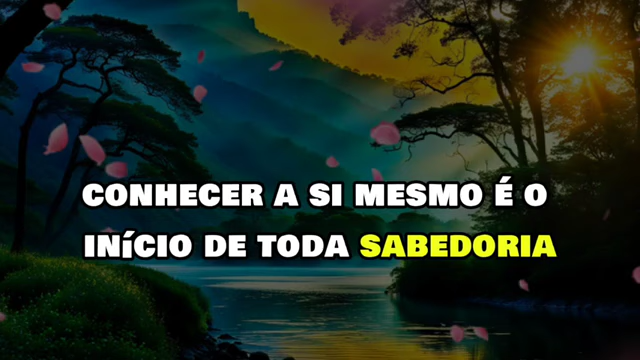 CONHECER A SI MESMO É O
INÍCIO DE TODA SABEDORIA